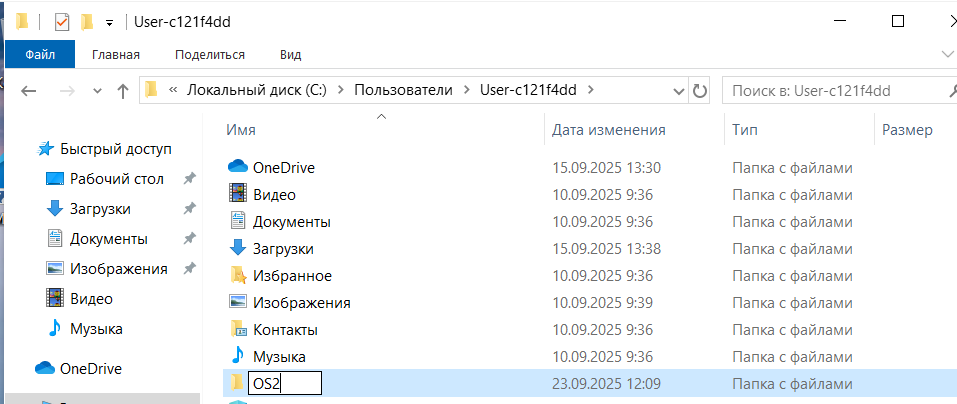 User-c121f4dd
Файл Главная Поделиться Вид
« Локальный диск (C:) > Пользователи > User-c121f4dd > Поиск в: User-c121f4dd
Имя Дата изменения Тип Размер
Быстрый доступ
Рабочий стол
Загрузки
Документы
Изображения
Видео
Музыка
OneDrive
OneDrive 15.09.2025 13:30 Папка с файлами
Видео 10.09.2025 9:36 Папка с файлами
Документы 10.09.2025 9:36 Папка с файлами
Загрузки 15.09.2025 13:38 Папка с файлами
Избранное 10.09.2025 9:36 Папка с файлами
Изображения 10.09.2025 9:39 Папка с файлами
Контакты 10.09.2025 9:36 Папка с файлами
Музыка 10.09.2025 9:36 Папка с файлами
OS2 23.09.2025 12:09 Папка с файлами